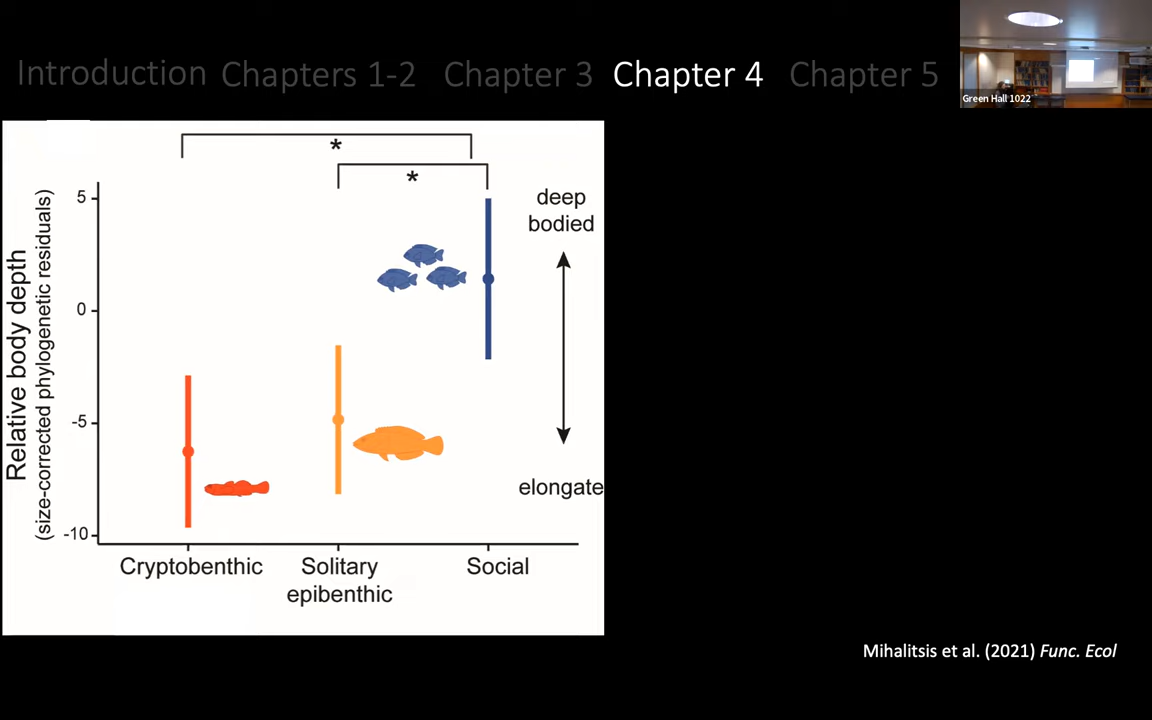 Introduction Chapters 1-2 Chapter 3 Chapter 4 Chapter 5
Green Hall 1022
*
*
Relative body depth
(size-corrected phylogenetic residuals)
5
0
-5
-10
deep
bodied
elongate
Cryptobenthic
Solitary
epibenthic
Social
Mihalitsis et al. (2021) Func. Ecol